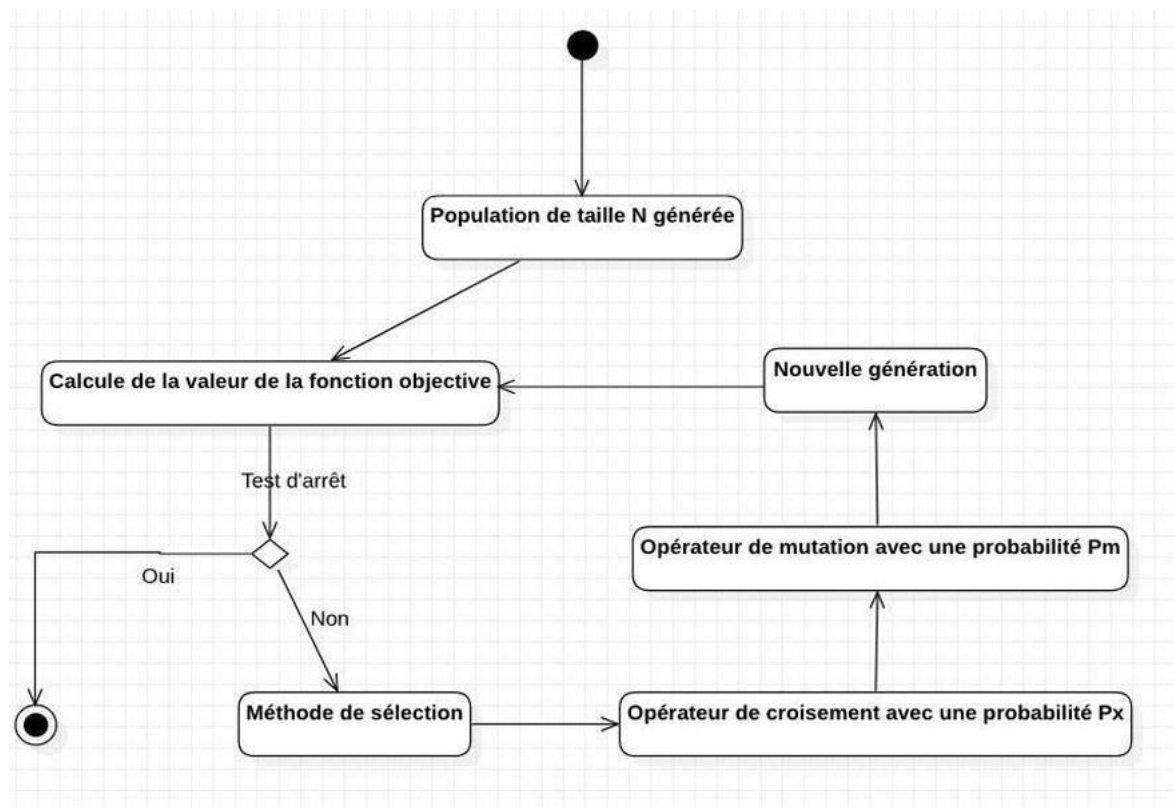 Population de taille N générée
Calcule de la valeur de la fonction objective
Nouvelle génération
Test d'arrêt
Opérateur de mutation avec une probabilité Pm
Oui
Non
Méthode de sélection
Opérateur de croisement avec une probabilité Px